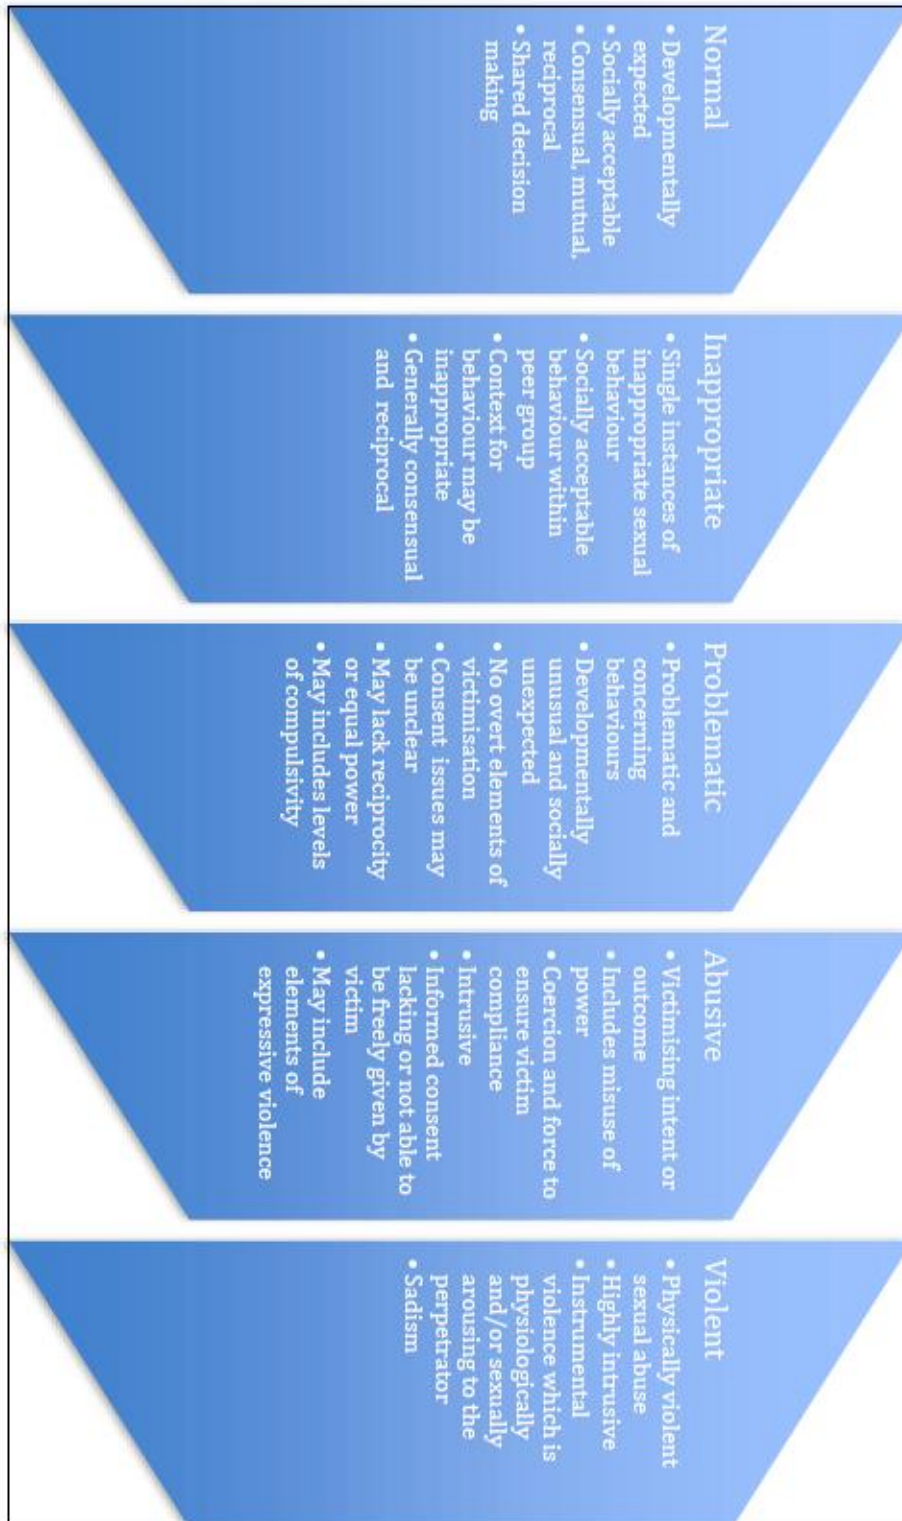 Normal
• Developmentally
expected
• Socially acceptable
• Consensual, mutual,
reciprocal
• Shared decision
making
Inappropriate
• Single instances of
inappropriate sexual
behaviour
• Socially acceptable
behaviour within
peer group
• Context for
behaviour may be
inappropriate
• Generally consensual
and reciprocal
Problematic
• Problematic and
concerning
behaviours
• Developmentally
unusual and socially
unexpected
• No overt elements of
victimisation
• Consent issues may
be unclear
• May lack reciprocity
or equal power
• May includes levels
of compulsivity
Abusive
• Victimising intent or
outcome
• Includes misuse of
power
• Coercion and force to
ensure victim
compliance
• Intrusive
• Informed consent
lacking or not able to
be freely given by
victim
• May include
elements of
expressive violence
Violent
• Physically violent
sexual abuse
• Highly intrusive
• Instrumental
violence which is
physiologically
and/or sexually
arousing to the
perpetrator
• Sadism